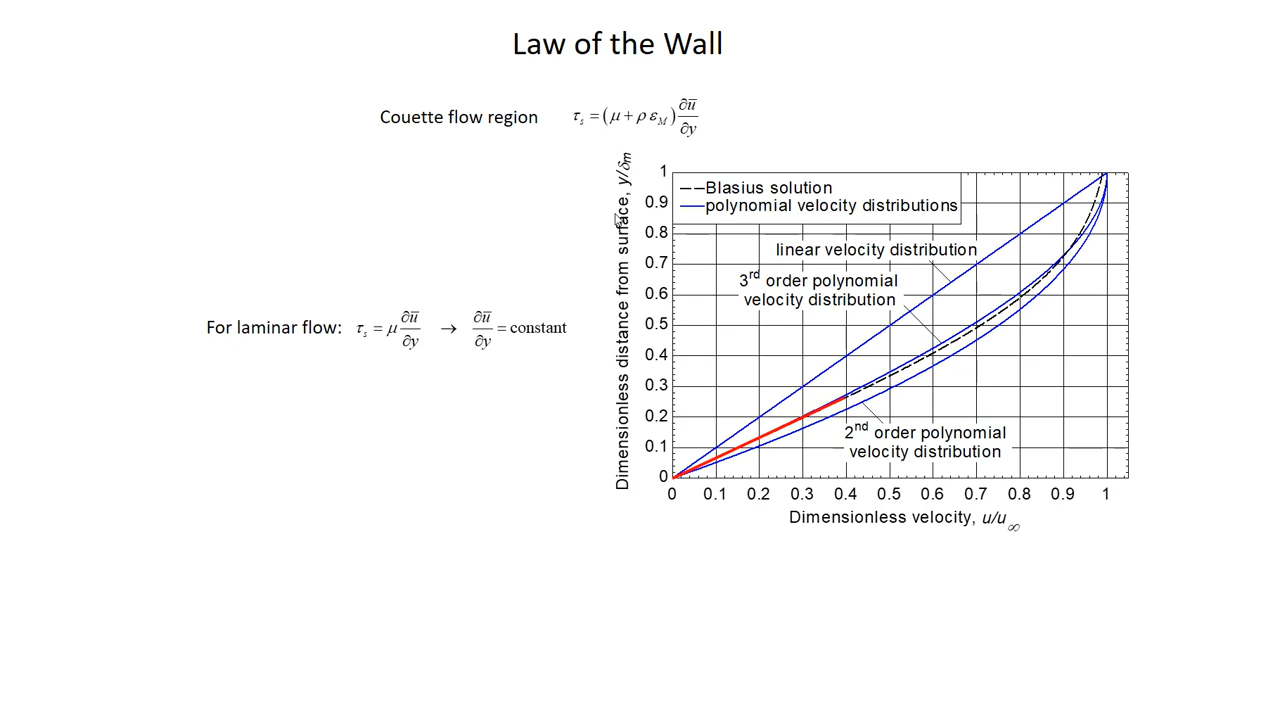 Law of the Wall
Couette flow region τₛ = (μ + ρ ε_M) ∂ū/∂y
For laminar flow: τₛ = μ ∂ū/∂y → ∂ū/∂y = constant
Dimensionless distance from surface, y/δm
1
0.9
0.8
0.7
0.6
0.5
0.4
0.3
0.2
0.1
0
Blasius solution
polynomial velocity distributions
linear velocity distribution
3rd order polynomial
velocity distribution
2nd order polynomial
velocity distribution
0 0.1 0.2 0.3 0.4 0.5 0.6 0.7 0.8 0.9 1
Dimensionless velocity, u/u∞